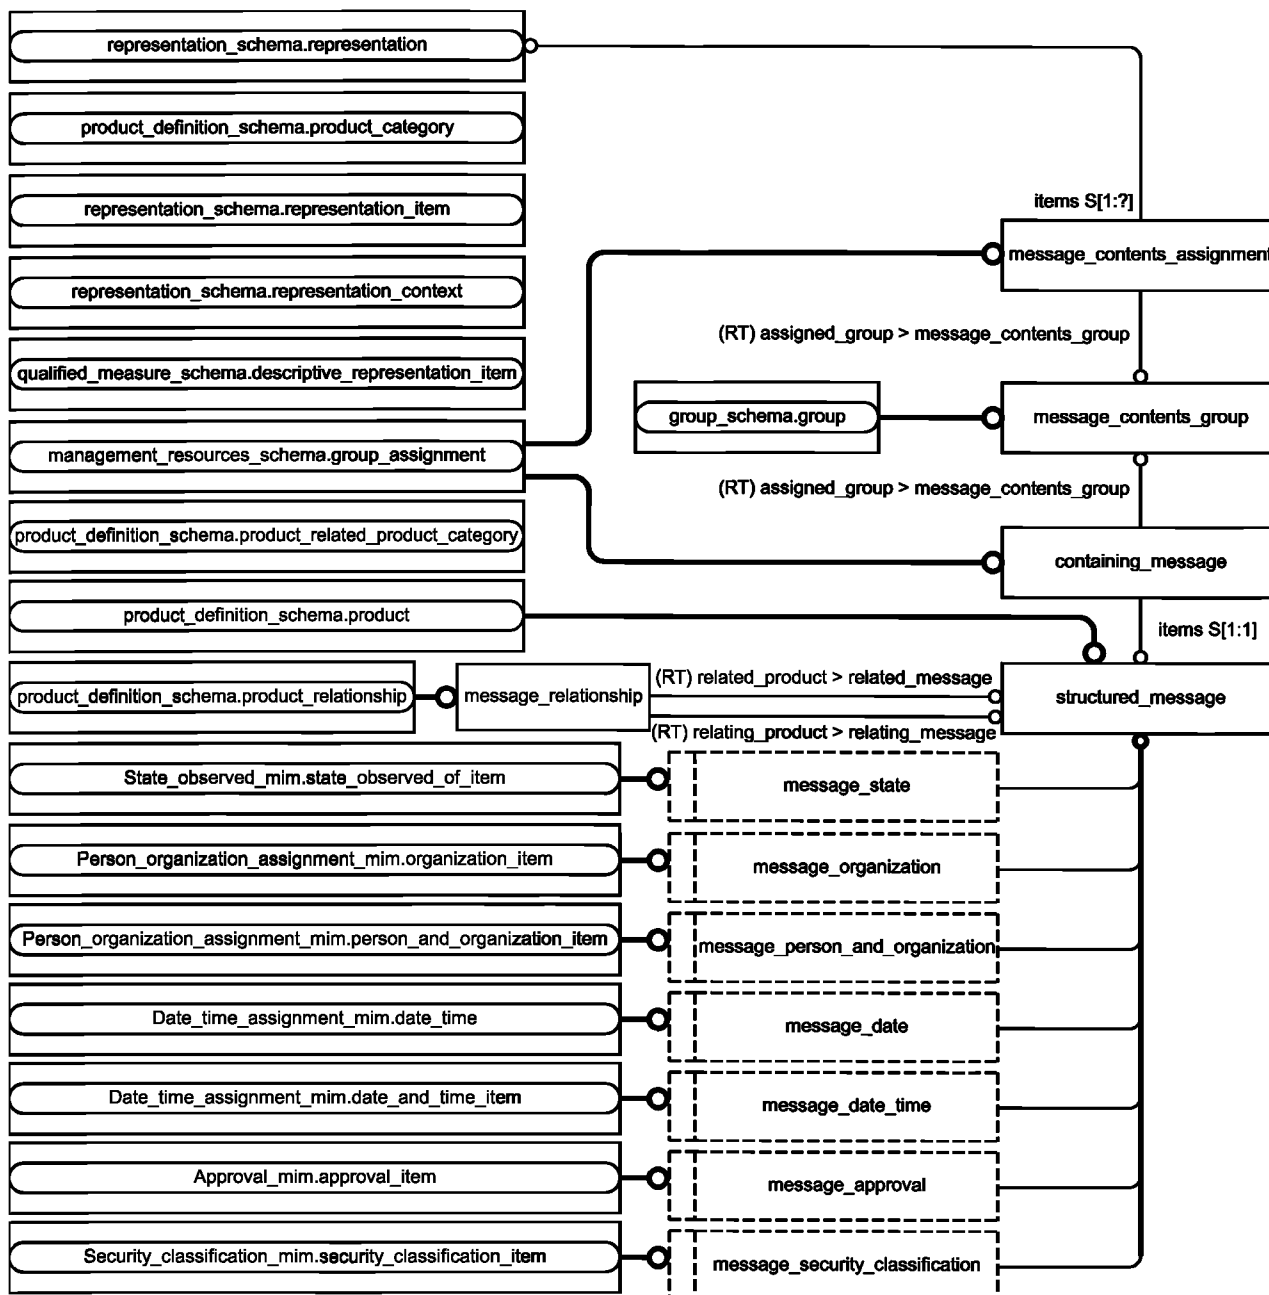 representation_schema.representation
product_definition_schema.product_category
representation_schema.representation_item
items S[1:?]
message_contents_assignment
representation_schema.representation_context
(RT) assigned_group > message_contents_group
qualified_measure_schema.descriptive_representation_item
group_schema.group
message_contents_group
management_resources_schema.group_assignment
(RT) assigned_group > message_contents_group
product_definition_schema.product_related_product_category
containing_message
product_definition_schema.product
items S[1:1]
product_definition_schema.product_relationship
message_relationship
(RT) related_product > related_message
structured_message
(RT) relating_product > relating_message
State_observed_mim.state_observed_of_item
message_state
Person_organization_assignment_mim.organization_item
message_organization
Person_organization_assignment_mim.person_and_organization_item
message_person_and_organization
Date_time_assignment_mim.date_time
message_date
Date_time_assignment_mim.date_and_time_item
message_date_time
Approval_mim.approval_item
message_approval
Security_classification_mim.security_classification_item
message_security_classification